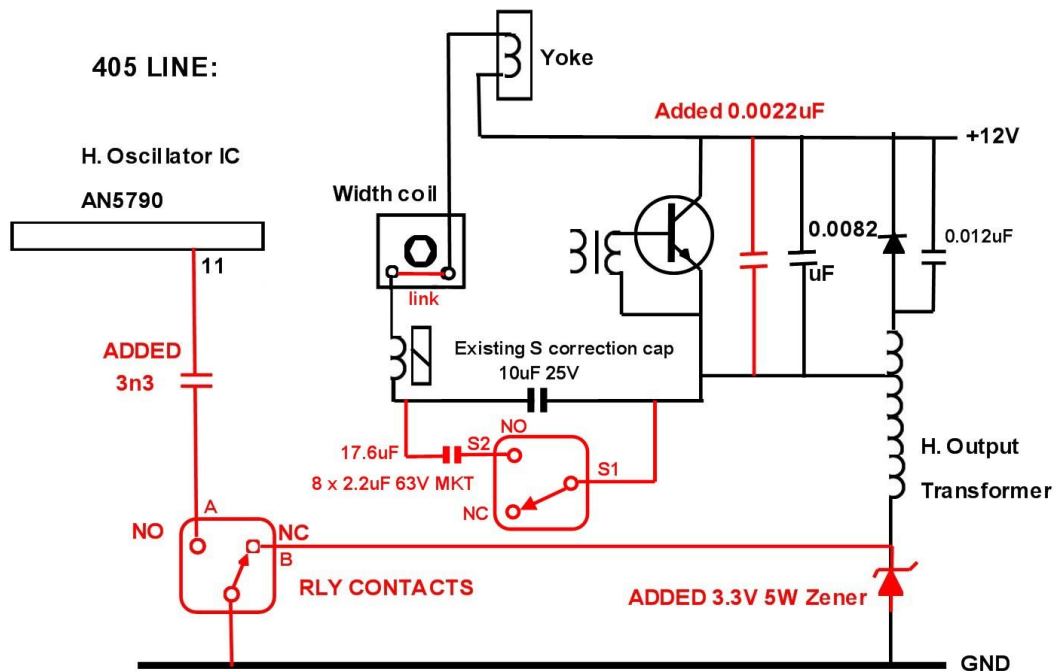 405 LINE:
H. Oscillator IC
AN5790
11
ADDED
3n3
A
NO
NC
B
RLY CONTACTS
Yoke
Width coil
link
Added 0.0022uF
+12V
0.0082
uF
0.012uF
Existing S correction cap
10uF 25V
NO
17.6uF
S2
S1
8 x 2.2uF 63V MKT
NC
H. Output
Transformer
ADDED 3.3V 5W Zener
GND